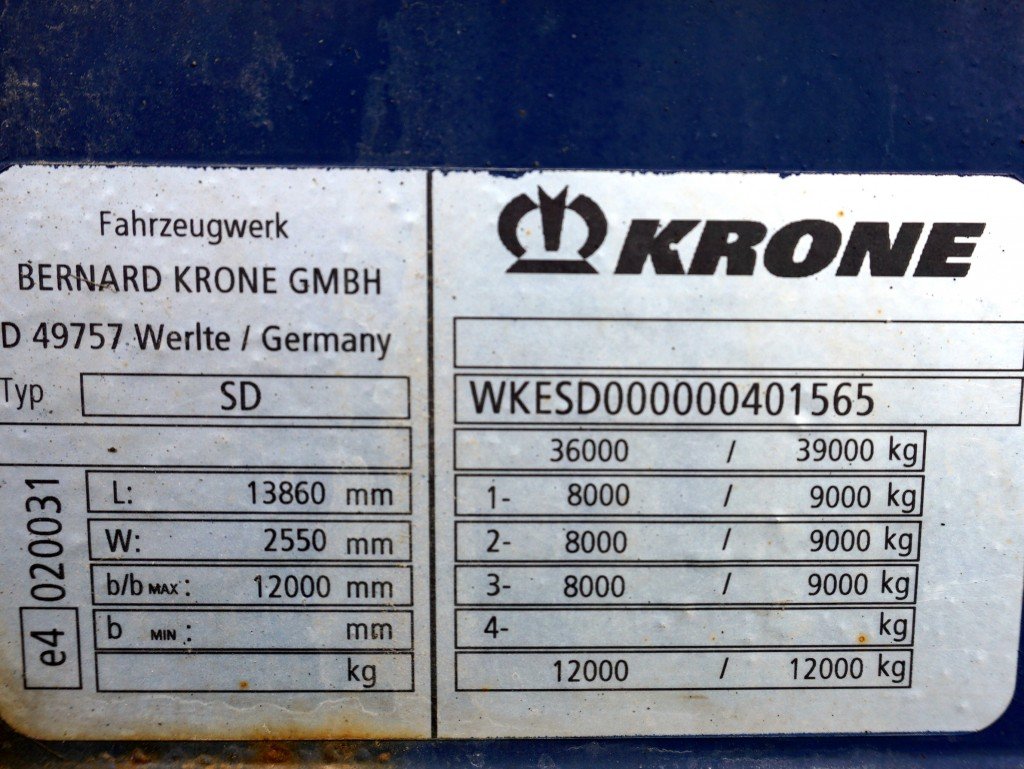 Fahrzeugwerk
BERNARD KRONE GMBH
D 49757 Werlte / Germany
Typ SD
e4 020031
L: 13860 mm
W: 2550 mm
b/b MAX: 12000 mm
b MIN: mm
kg
KRONE
WKESD000000401565
36000 / 39000 kg
1- 8000 / 9000 kg
2- 8000 / 9000 kg
3- 8000 / 9000 kg
4- kg
12000 / 12000 kg